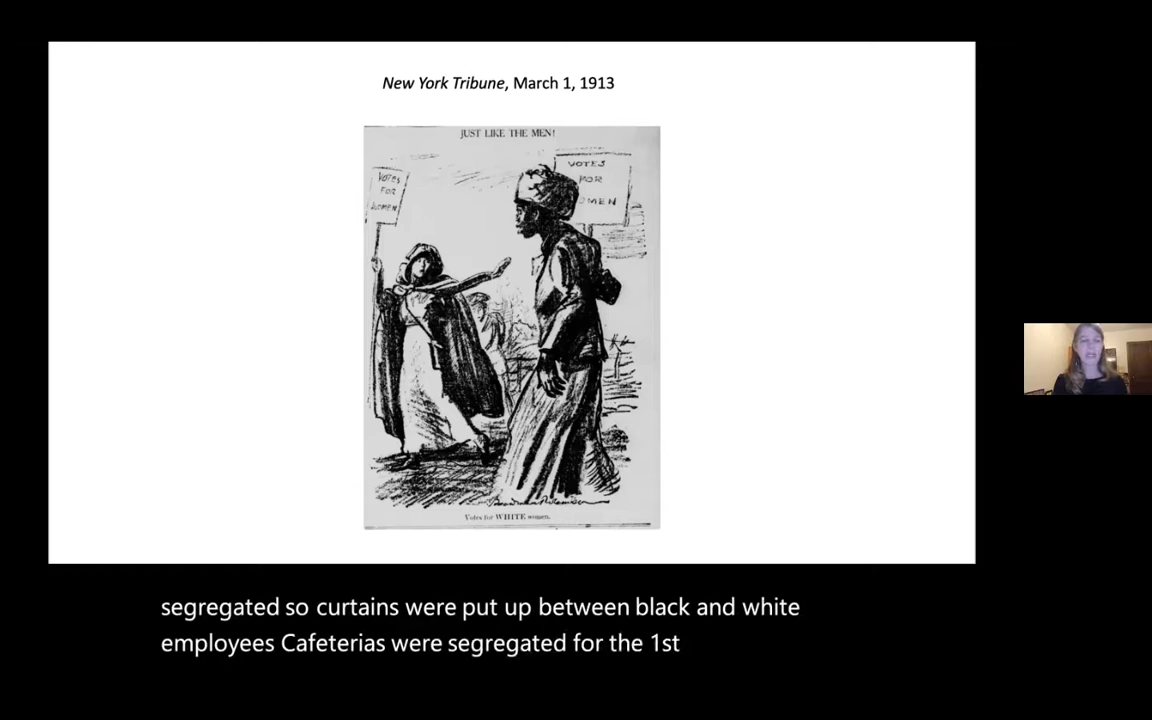 New York Tribune, March 1, 1913
JUST LIKE THE MEN!
VOTES
FOR
WOMEN
VOTES
FOR
OMEN
Votes for WHITE women.
segregated so curtains were put up between black and white
employees Cafeterias were segregated for the 1st